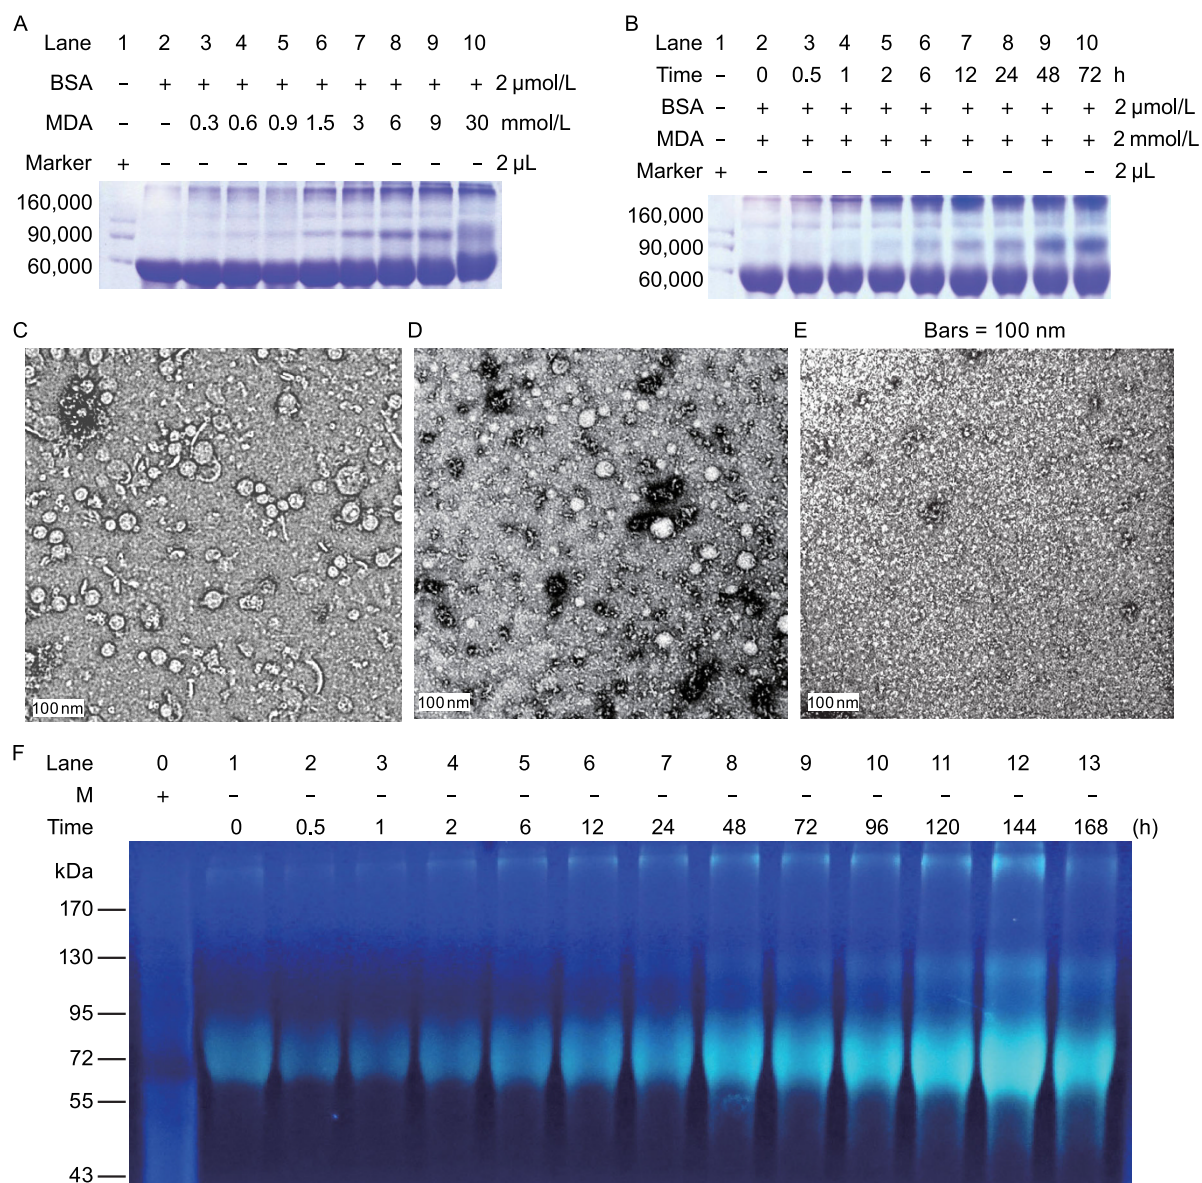 A
Lane 1 2 3 4 5 6 7 8 9 10
BSA – + + + + + + + + + 2 µmol/L
MDA – – 0.3 0.6 0.9 1.5 3 6 9 30 mmol/L
Marker + – – – – – – – – – 2 µL
160,000
90,000
60,000
B
Lane 1 2 3 4 5 6 7 8 9 10
Time – 0 0.5 1 2 6 12 24 48 72 h
BSA – + + + + + + + + + 2 µmol/L
MDA – + + + + + + + + + 2 mmol/L
Marker + – – – – – – – – – 2 µL
160,000
90,000
60,000
C
100 nm
D
100 nm
E Bars = 100 nm
100 nm
F
Lane 0 1 2 3 4 5 6 7 8 9 10 11 12 13
M + – – – – – – – – – – – – –
Time 0 0.5 1 2 6 12 24 48 72 96 120 144 168 (h)
kDa
170
130
95
72
55
43